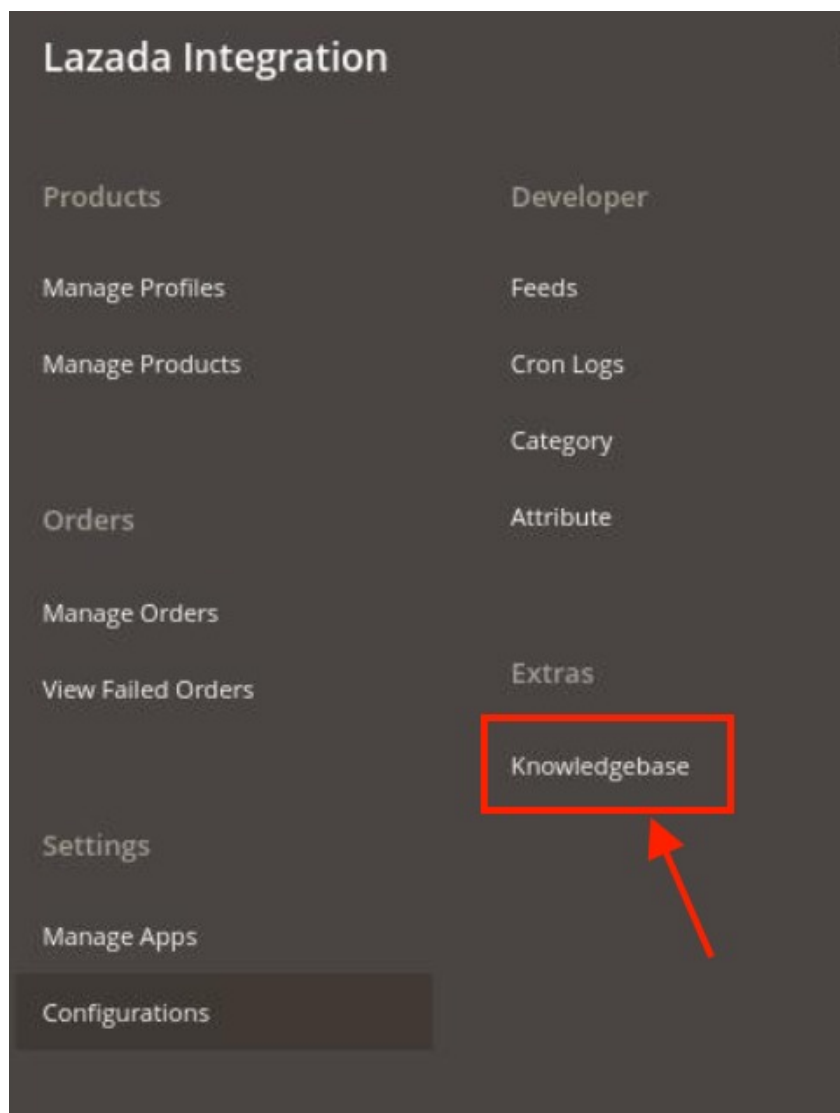 Lazada Integration
Products
Manage Profiles
Manage Products
Orders
Manage Orders
View Failed Orders
Settings
Manage Apps
Configurations
Developer
Feeds
Cron Logs
Category
Attribute
Extras
Knowledgebase